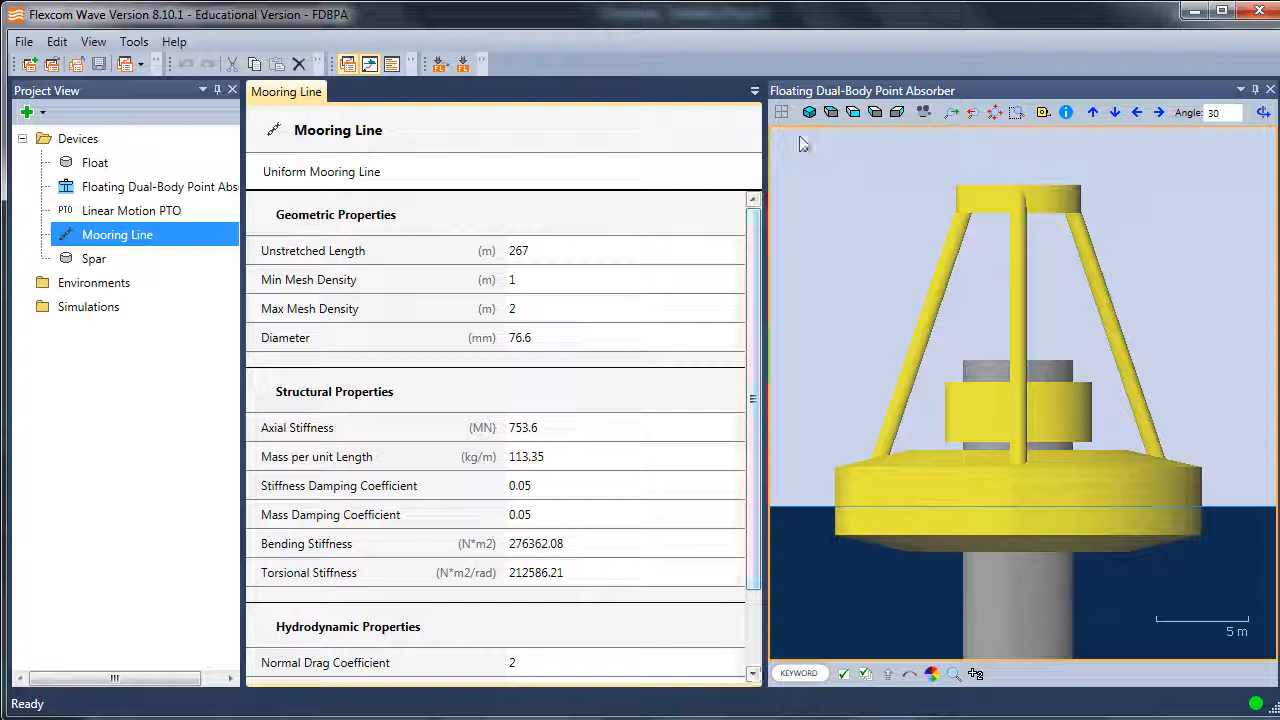 Flexcom Wave Version 8.10.1 - Educational Version - FDBPA
File Edit View Tools Help
Project View
Devices
Float
Floating Dual-Body Point Abs
PTO Linear Motion PTO
Mooring Line
Spar
Environments
Simulations
Mooring Line
Mooring Line
Uniform Mooring Line
Geometric Properties
Unstretched Length (m) 267
Min Mesh Density (m) 1
Max Mesh Density (m) 2
Diameter (mm) 76.6
Structural Properties
Axial Stiffness (MN) 753.6
Mass per unit Length (kg/m) 113.35
Stiffness Damping Coefficient 0.05
Mass Damping Coefficient 0.05
Bending Stiffness (N*m2) 276362.08
Torsional Stiffness (N*m2/rad) 212586.21
Hydrodynamic Properties
Normal Drag Coefficient 2
Floating Dual-Body Point Absorber
Angle: 30
5 m
KEYWORD
Ready